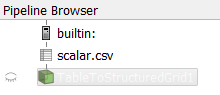 Pipeline Browser
builtin:
scalar.csv
TableToStructuredGrid1